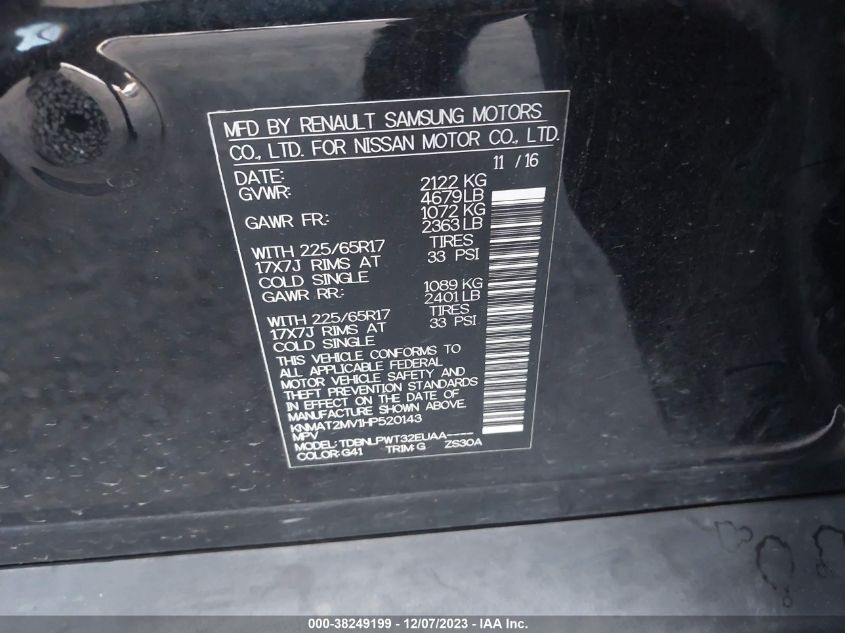 MFD BY RENAULT SAMSUNG MOTORS
CO., LTD. FOR NISSAN MOTOR CO., LTD.
DATE: 11 / 16
GVWR: 2122 KG
4679 LB
GAWR FR: 1072 KG
2363 LB
WITH 225/65R17 TIRES
17X7J RIMS AT 33 PSI
COLD SINGLE
GAWR RR: 1089 KG
2401 LB
WITH 225/65R17 TIRES
17X7J RIMS AT 33 PSI
COLD SINGLE
THIS VEHICLE CONFORMS TO
ALL APPLICABLE FEDERAL
MOTOR VEHICLE SAFETY AND
THEFT PREVENTION STANDARDS
IN EFFECT ON THE DATE OF
MANUFACTURE SHOWN ABOVE.
KNMAT2MV1HP520143
MPV
MODEL: TDBNLPWT32EUAA----
COLOR: G41 TRIM: G ZS30A
000-38249199 - 12/07/2023 - IAA Inc.